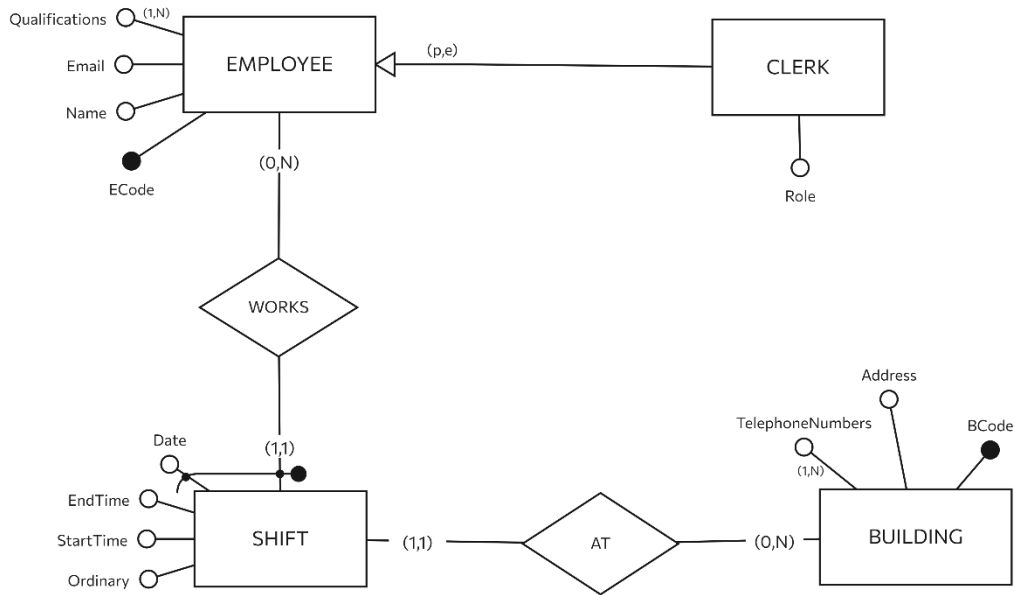 Qualifications
(1,N)
EMPLOYEE
(p,e)
CLERK
Email
Name
ECode
(0,N)
Role
WORKS
Address
TelephoneNumbers
BCode
Date
(1,1)
(1,N)
EndTime
StartTime
SHIFT
(1,1)
AT
(0,N)
BUILDING
Ordinary